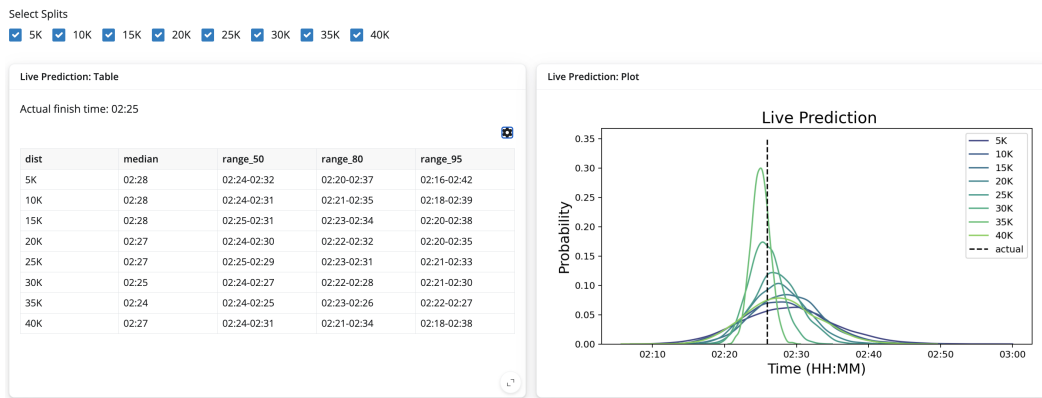 Select Splits
5K 10K 15K 20K 25K 30K 35K 40K
Live Prediction: Table
Actual finish time: 02:25
dist median range_50 range_80 range_95
5K 02:28 02:24-02:32 02:20-02:37 02:16-02:42
10K 02:28 02:24-02:31 02:21-02:35 02:18-02:39
15K 02:28 02:25-02:31 02:23-02:34 02:20-02:38
20K 02:27 02:24-02:30 02:22-02:32 02:20-02:35
25K 02:27 02:25-02:29 02:23-02:31 02:21-02:33
30K 02:25 02:24-02:27 02:22-02:28 02:21-02:30
35K 02:24 02:24-02:25 02:23-02:26 02:22-02:27
40K 02:27 02:24-02:31 02:21-02:34 02:18-02:38
Live Prediction: Plot
Live Prediction
Probability
0.35
0.30
0.25
0.20
0.15
0.10
0.05
0.00
5K
10K
15K
20K
25K
30K
35K
40K
actual
02:10 02:20 02:30 02:40 02:50 03:00
Time (HH:MM)